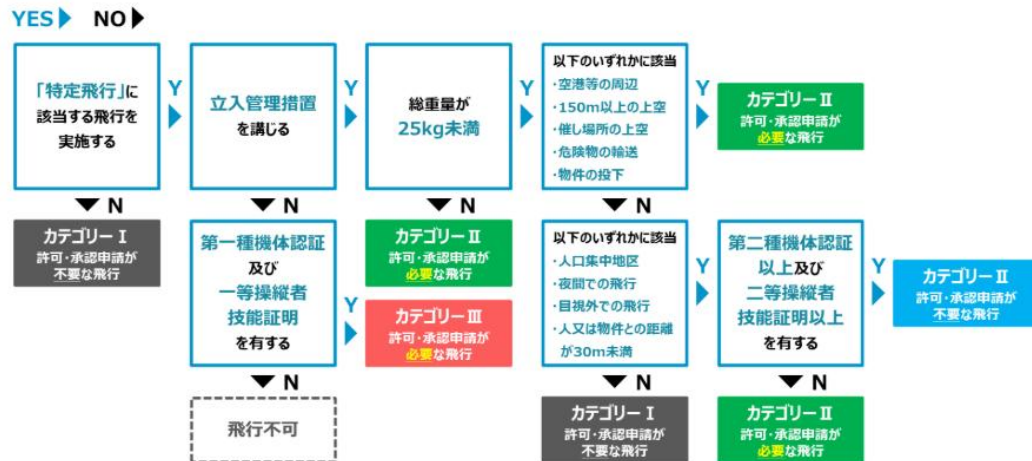 YES▶ NO▶
「特定飛行」に
該当する飛行を
実施する
Y
立入管理措置
を講じる
Y
総重量が
25kg未満
Y
以下のいずれかに該当
・空港等の周辺
・150m以上の上空
・催し場所の上空
・危険物の輸送
・物件の投下
Y
カテゴリーⅡ
許可・承認申請が
必要な飛行
N
N
N
N
カテゴリーⅠ
許可・承認申請が
不要な飛行
第一種機体認証
及び
一等操縦者
技能証明
を有する
Y
カテゴリーⅡ
許可・承認申請が
必要な飛行
カテゴリーⅢ
許可・承認申請が
必要な飛行
以下のいずれかに該当
・人口集中地区
・夜間での飛行
・目視外での飛行
・人又は物件との距離
が30m未満
Y
第二種機体認証
以上及び
二等操縦者
技能証明以上
を有する
Y
カテゴリーⅡ
許可・承認申請が
不要な飛行
N
N
N
飛行不可
カテゴリーⅠ
許可・承認申請が
不要な飛行
カテゴリーⅡ
許可・承認申請が
必要な飛行